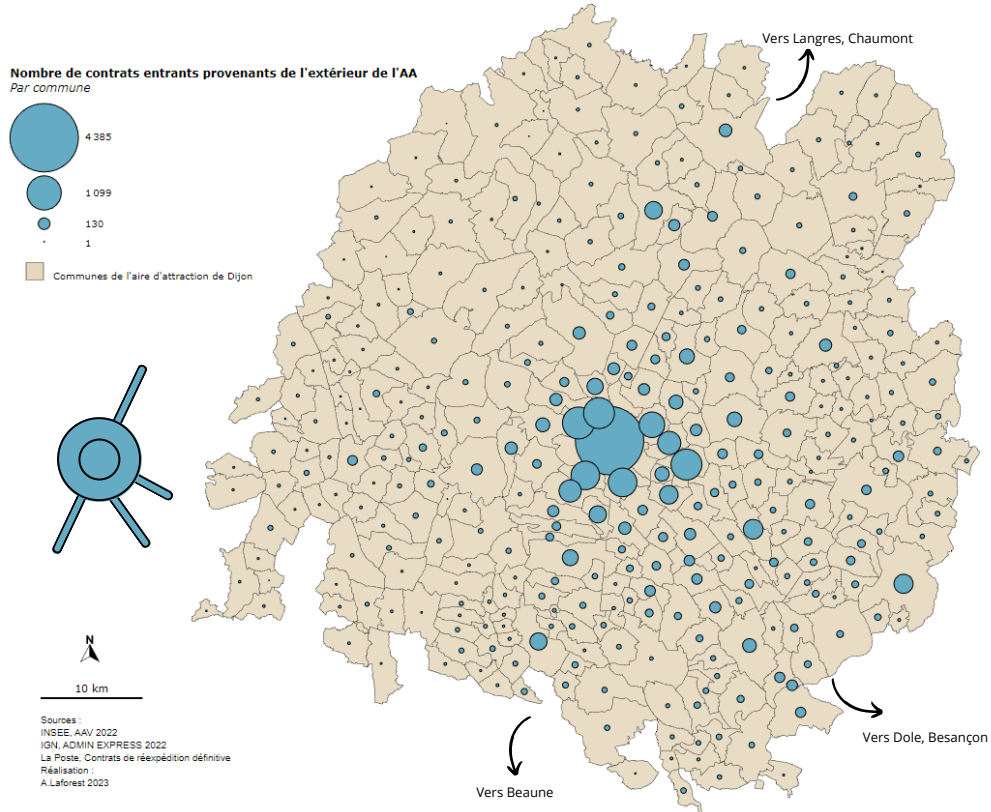 Vers Langres, Chaumont
Nombre de contrats entrants provenants de l'extérieur de l'AA
Par commune
4 385
1 099
130
1
Communes de l'aire d'attraction de Dijon
N
10 km
Sources :
INSEE, AAV 2022
IGN, ADMIN EXPRESS 2022
La Poste, Contrats de réexpédition définitive
Réalisation :
A.Laforest 2023
Vers Dole, Besançon
Vers Beaune